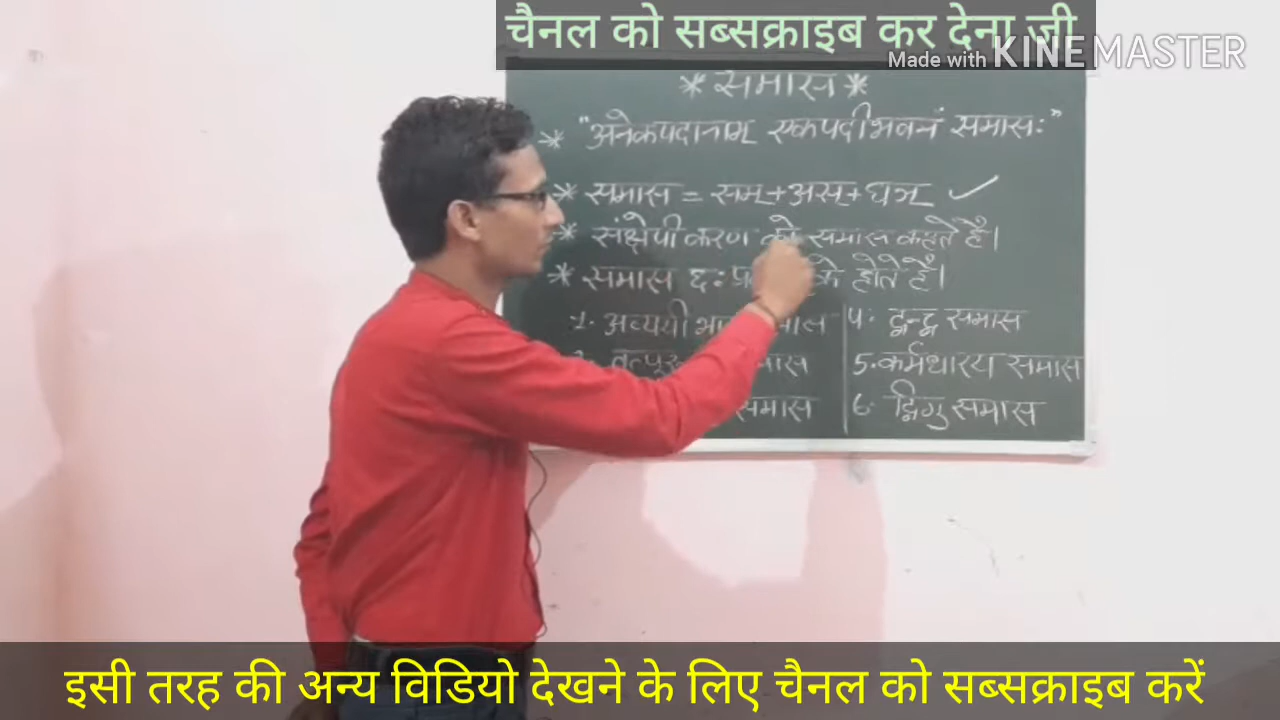 चैनल को सब्सक्राइब कर देना जी
Made with KINEMASTER
* समास *
* "अनेकपदानाम् एकपदीभवनं समासः"
* समास = सम्+अस्+घञ् ✓
* संक्षेपीकरण को समास कहते है।
* समास छः के होते है।
1. अव्ययी
4. द्वन्द्व समास
5. कर्मधारय समास
समास
6. द्विगु समास
इसी तरह की अन्य विडियो देखने के लिए चैनल को सब्सक्राइब करें